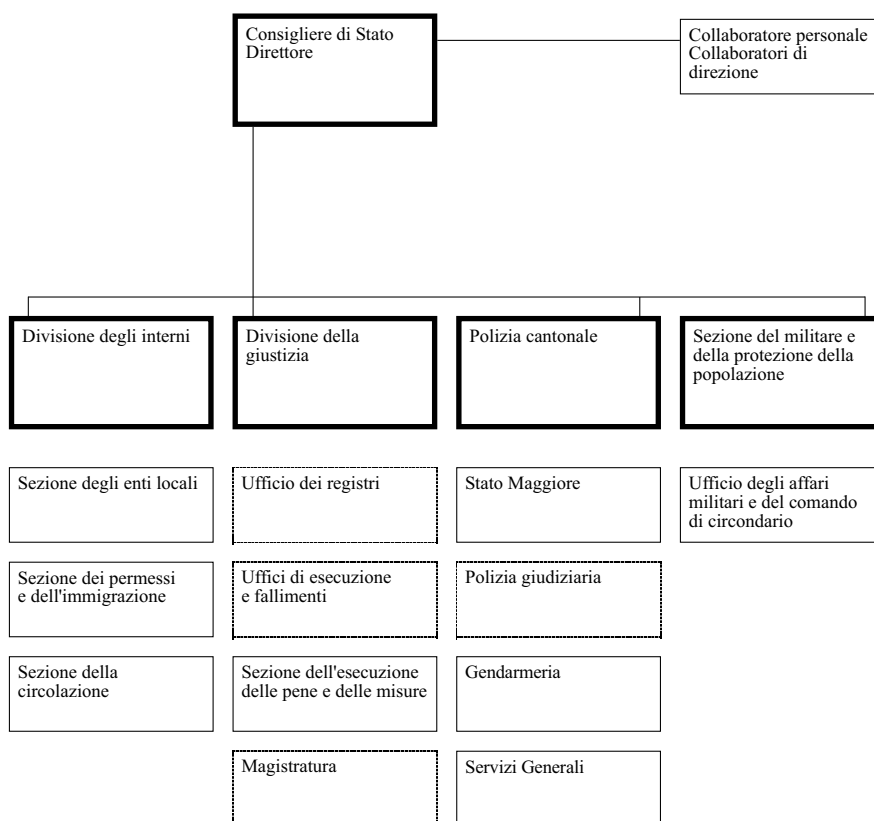 Consigliere di Stato
Direttore
Collaboratore personale
Collaboratori di
direzione
Divisione degli interni
Divisione della
giustizia
Polizia cantonale
Sezione del militare e
della protezione della
popolazione
Sezione degli enti locali
Ufficio dei registri
Stato Maggiore
Ufficio degli affari
militari e del comando
di circondario
Sezione dei permessi
e dell'immigrazione
Uffici di esecuzione
e fallimenti
Polizia giudiziaria
Sezione della
circolazione
Sezione dell'esecuzione
delle pene e delle misure
Gendarmeria
Magistratura
Servizi Generali